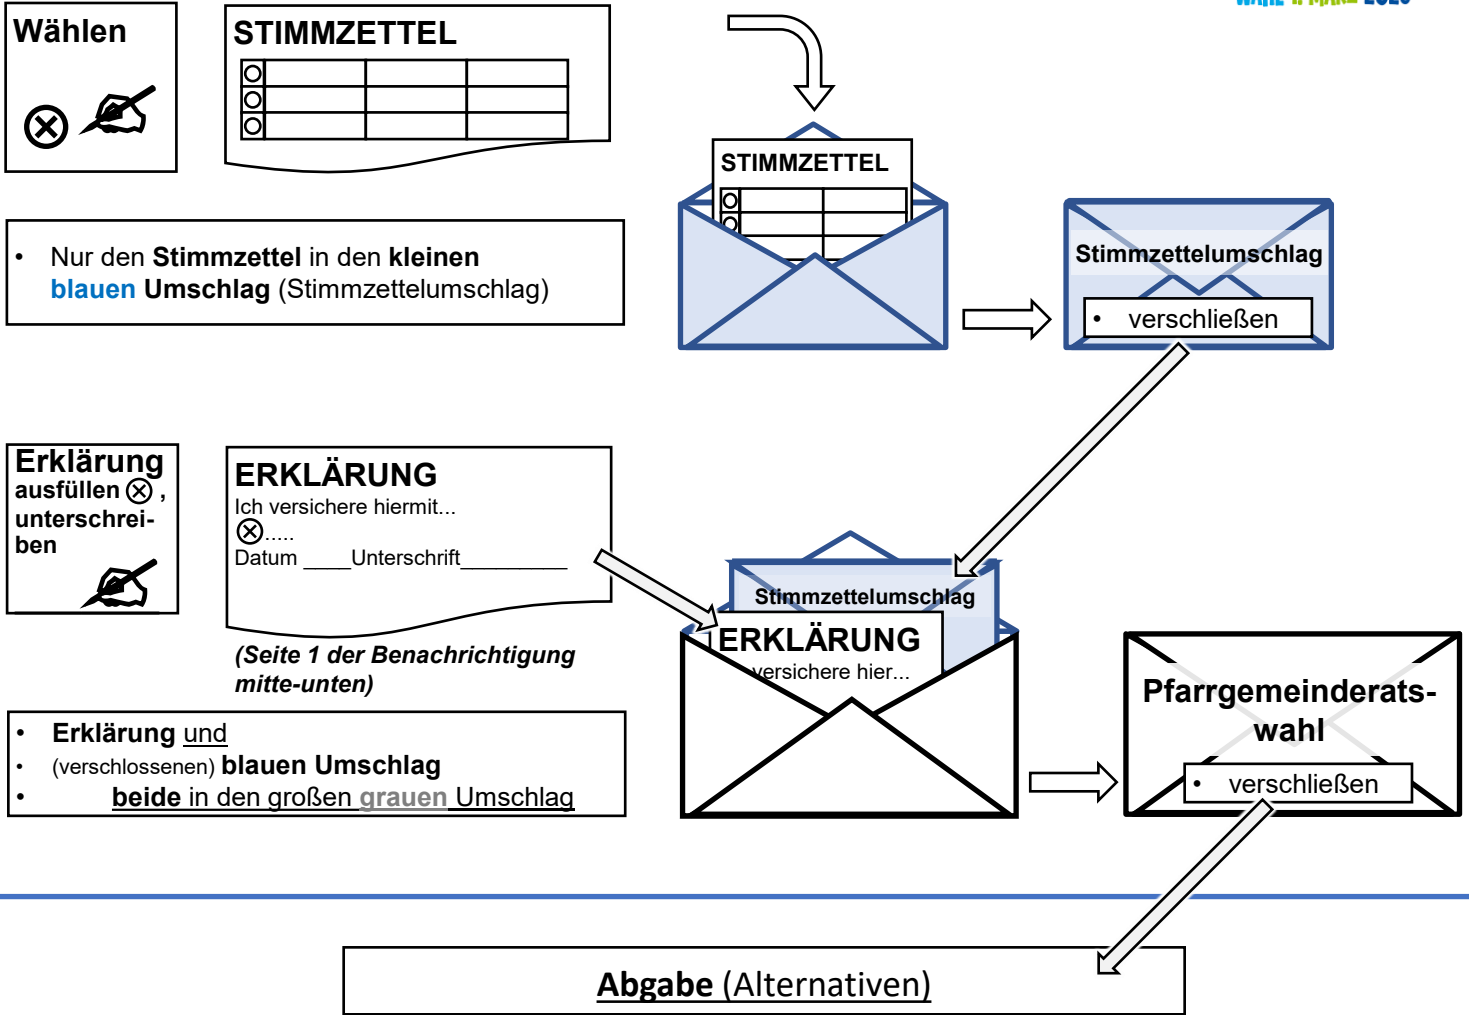 Wählen
STIMMZETTEL
STIMMZETTEL
• Nur den Stimmzettel in den kleinen
blauen Umschlag (Stimmzettelumschlag)
Stimmzettelumschlag
• verschließen
Erklärung
ausfüllen ⊗ ,
unterschrei-
ben
ERKLÄRUNG
Ich versichere hiermit...
⊗.....
Datum ____Unterschrift_________
(Seite 1 der Benachrichtigung
mitte-unten)
Stimmzettelumschlag
ERKLÄRUNG
versichere hier...
Pfarrgemeinderats-
wahl
• verschließen
• Erklärung und
• (verschlossenen) blauen Umschlag
• beide in den großen grauen Umschlag
Abgabe (Alternativen)